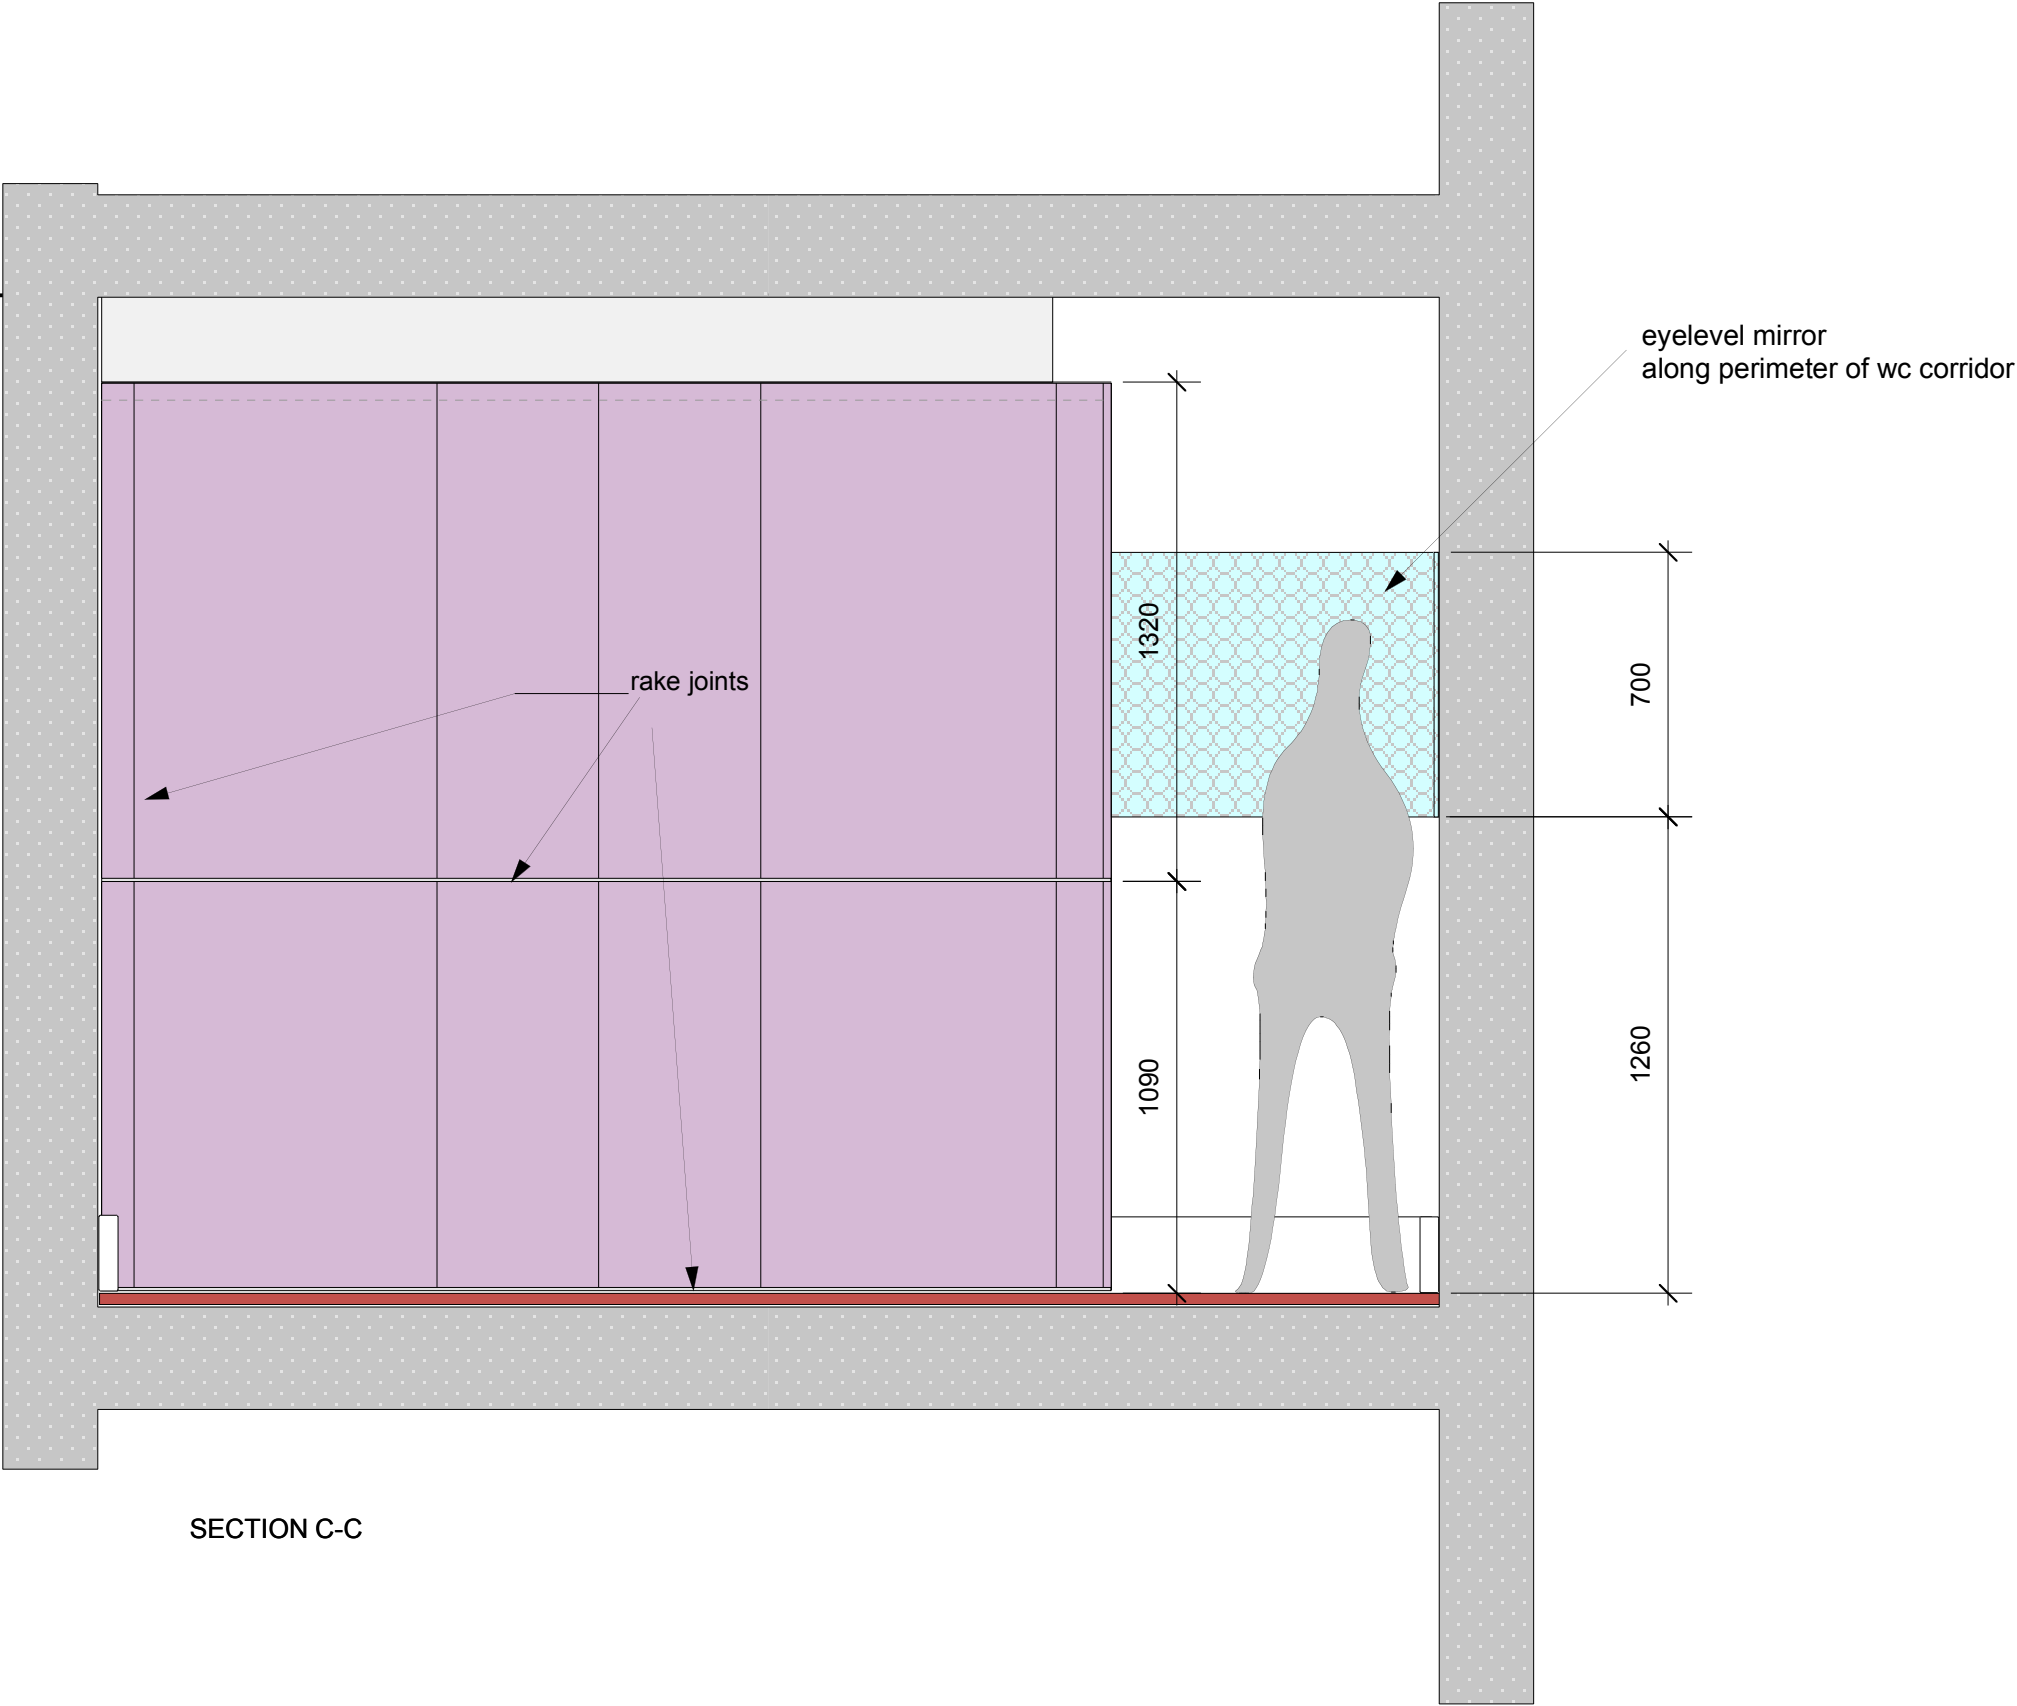 eyelevel mirror
along perimeter of wc corridor
1320
700
rake joints
1090
1260
SECTION C-C